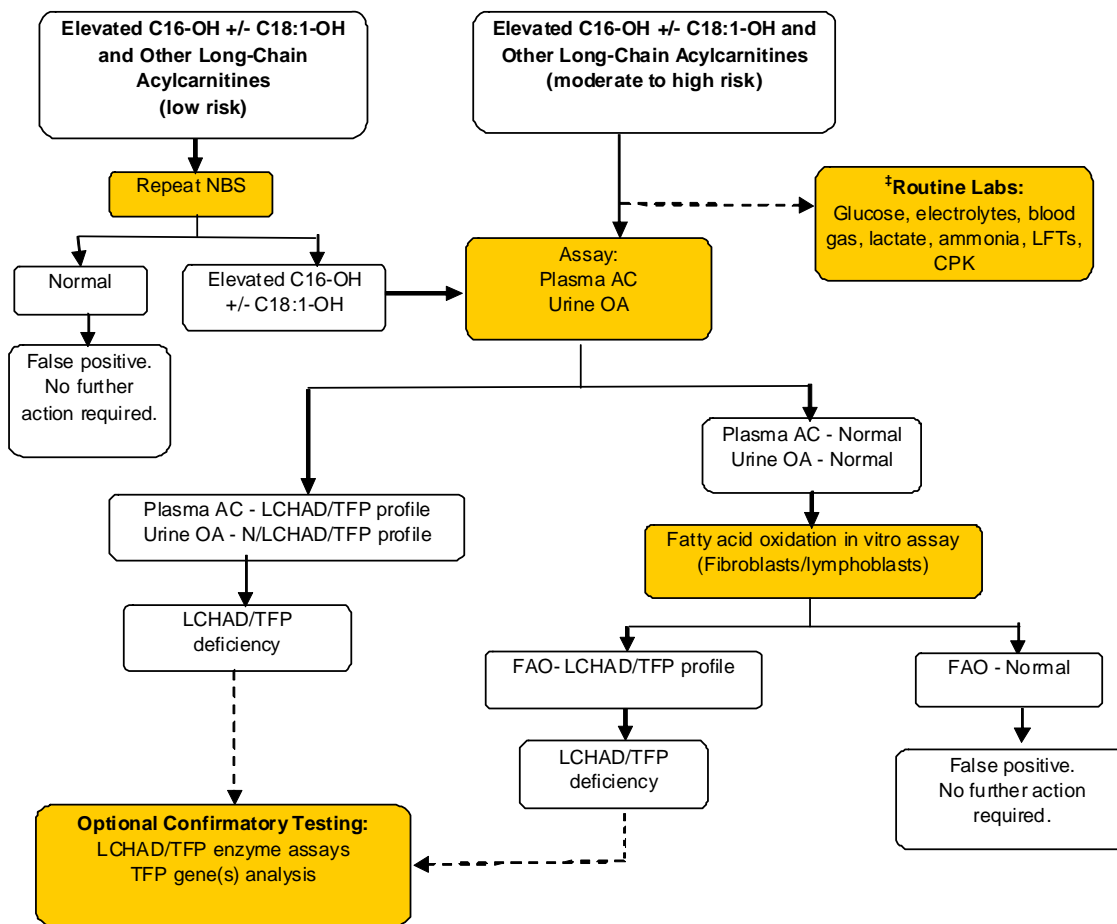 Elevated C16-OH +/- C18:1-OH
and Other Long-Chain
Acylcarnitines
(low risk)
Elevated C16-OH +/- C18:1-OH and
Other Long-Chain Acylcarnitines
(moderate to high risk)
Repeat NBS
‡Routine Labs:
Glucose, electrolytes, blood
gas, lactate, ammonia, LFTs,
CPK
Normal
Elevated C16-OH
+/- C18:1-OH
Assay:
Plasma AC
Urine OA
False positive.
No further
action required.
Plasma AC - Normal
Urine OA - Normal
Plasma AC - LCHAD/TFP profile
Urine OA - N/LCHAD/TFP profile
Fatty acid oxidation in vitro assay
(Fibroblasts/lymphoblasts)
LCHAD/TFP
deficiency
FAO- LCHAD/TFP profile
FAO - Normal
LCHAD/TFP
deficiency
False positive.
No further action
required.
Optional Confirmatory Testing:
LCHAD/TFP enzyme assays
TFP gene(s) analysis